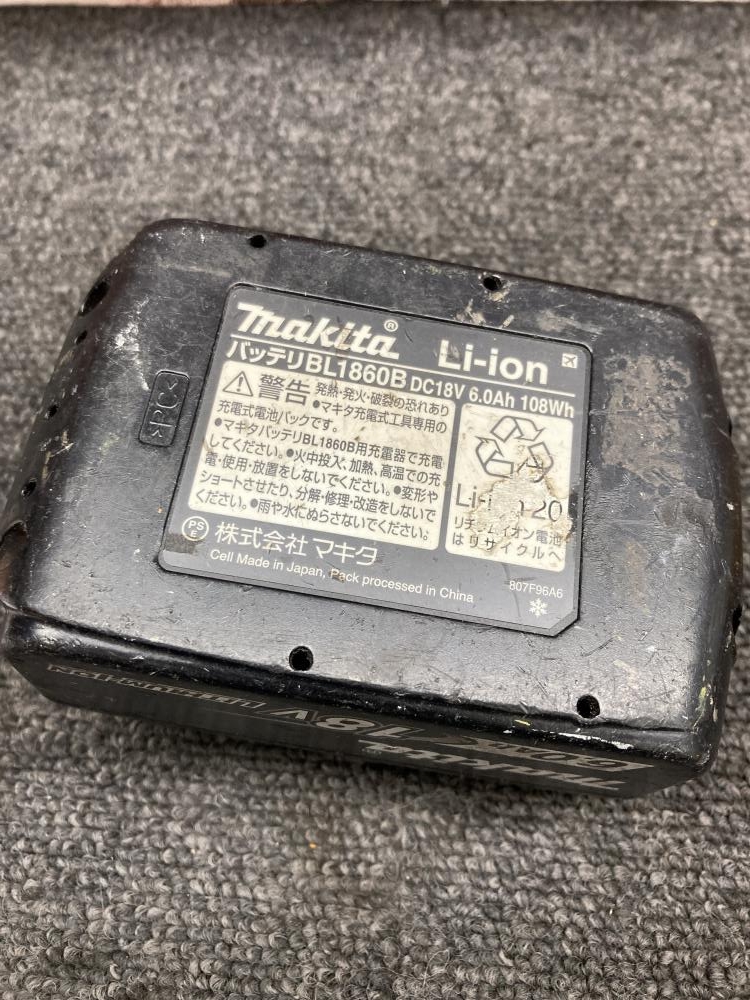 makita® Li-ion
バッテリBL1860B DC18V 6.0Ah 108Wh
警告 発熱・発火・破裂の恐れあり
●マキタ充電式工具専用の
充電式電池パックです。
●マキタバッテリBL1860B用充電器で充電
してください。●火中投入、加熱、高温での充
電・使用・放置をしないでください。●変形や
ショートさせたり、分解・修理・改造をしないで
ください。●雨や水にぬらさないでください。
Li-i 20
リチ イオン電池
はリサイクルへ
PS
E
株式会社マキタ
Cell Made in Japan, Pack processed in China
807F96A6
>PC<
makita
18V